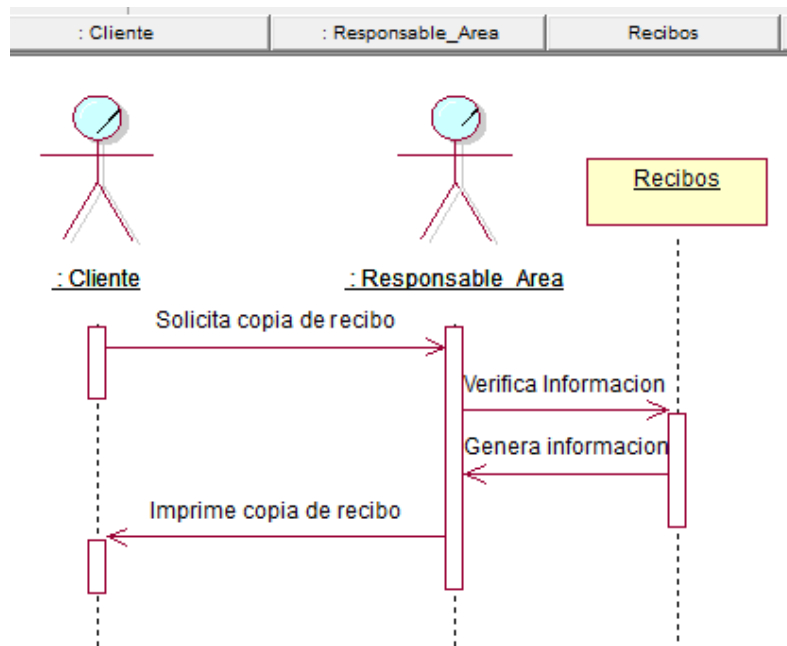 : Cliente
: Responsable_Area
Recibos
Recibos
: Cliente
: Responsable_Area
Solicita copia de recibo
Verifica Informacion
Genera informacion
Imprime copia de recibo